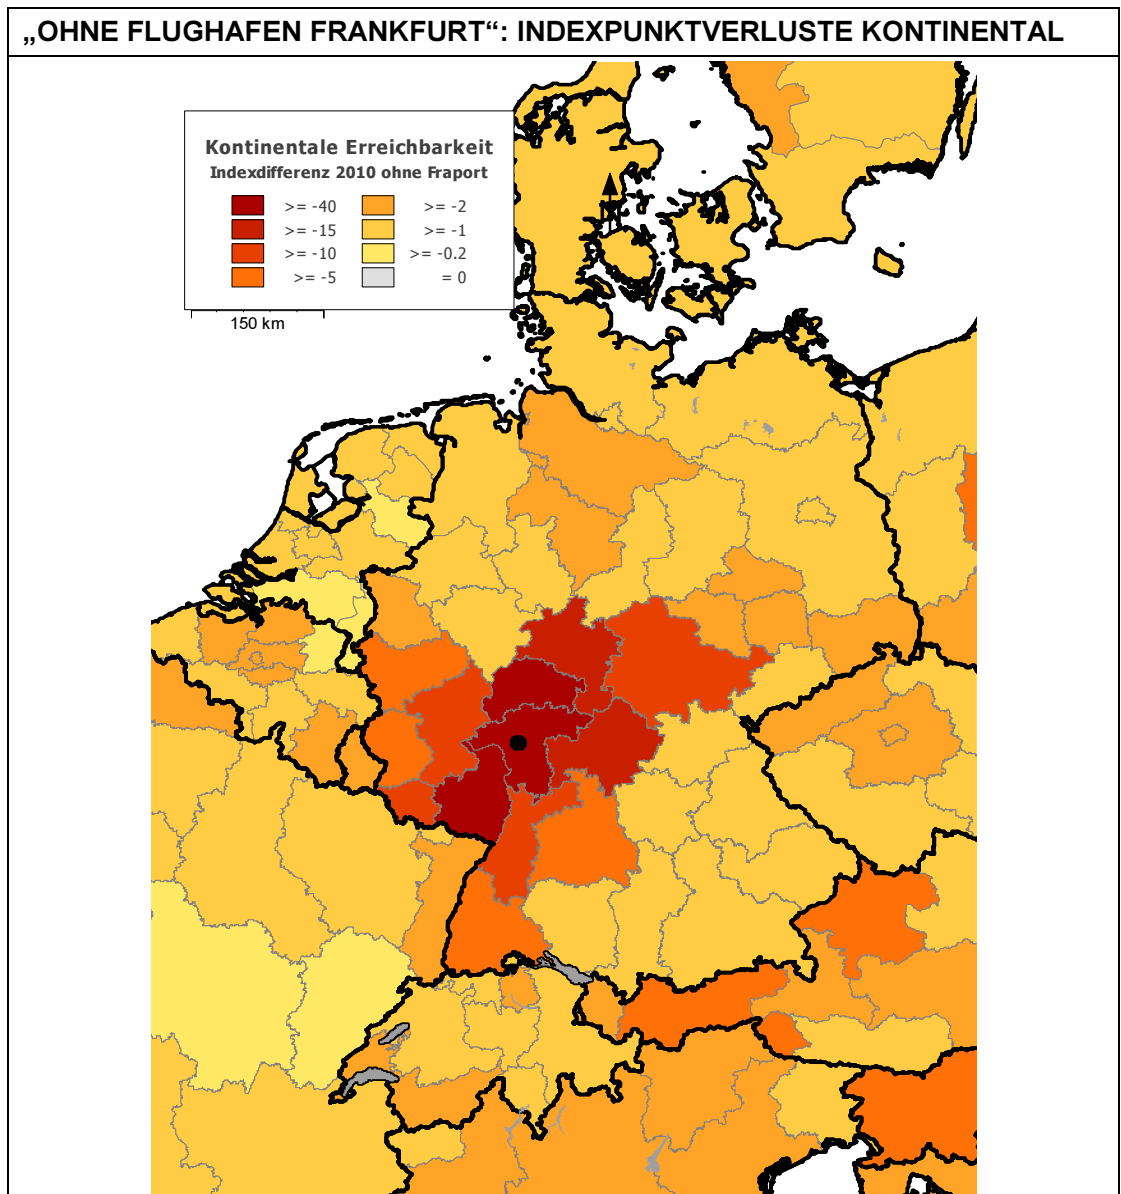 „OHNE FLUGHAFEN FRANKFURT“: INDEXPUNKTVERLUSTE KONTINENTAL
Kontinentale Erreichbarkeit
Indexdifferenz 2010 ohne Fraport
>= -40 >= -2
>= -15 >= -1
>= -10 >= -0.2
>= -5 = 0
150 km